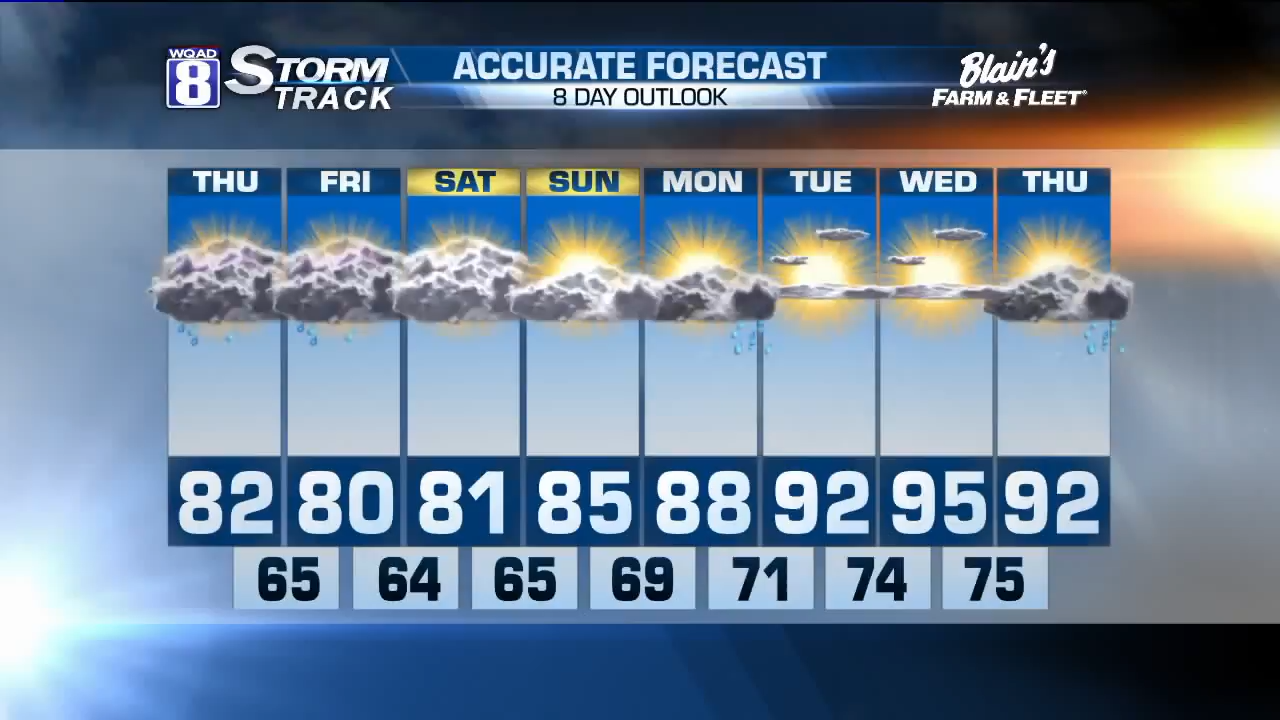 WQAD
8
STORM
TRACK
ACCURATE FORECAST
8 DAY OUTLOOK
Blain's
FARM & FLEET®
THU FRI SAT SUN MON TUE WED THU
82 80 81 85 88 92 95 92
65 64 65 69 71 74 75